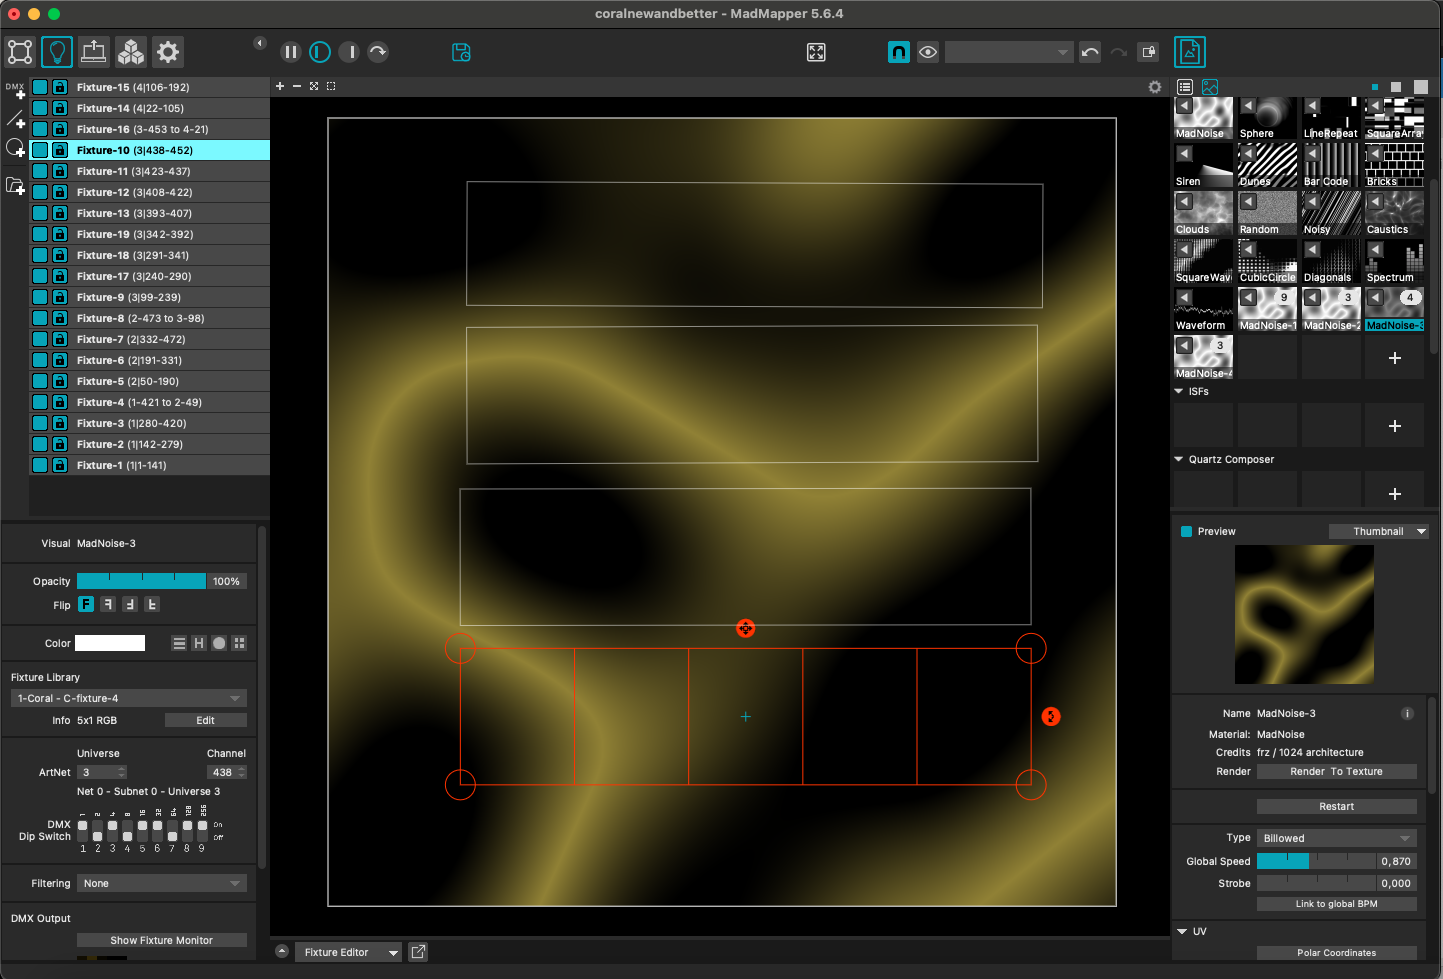 coralnewandbetter - MadMapper 5.6.4
DMX
Fixture-15 (4|106-192)
Fixture-14 (4|22-105)
Fixture-16 (3-453 to 4-21)
Fixture-10 (3|438-452)
Fixture-11 (3|423-437)
Fixture-12 (3|408-422)
Fixture-13 (3|393-407)
Fixture-19 (3|342-392)
Fixture-18 (3|291-341)
Fixture-17 (3|240-290)
Fixture-9 (3|99-239)
Fixture-8 (2-473 to 3-98)
Fixture-7 (2|332-472)
Fixture-6 (2|191-331)
Fixture-5 (2|50-190)
Fixture-4 (1-421 to 2-49)
Fixture-3 (1|280-420)
Fixture-2 (1|142-279)
Fixture-1 (1|1-141)
Visual MadNoise-3
Opacity 100%
Flip F
Color H
Fixture Library
1-Coral - C-fixture-4
Info 5x1 RGB Edit
Universe Channel
ArtNet 3 438
Net 0 - Subnet 0 - Universe 3
1 2 4 8 16 32 64 128 256
DMX On
Dip Switch Off
1 2 3 4 5 6 7 8 9
Filtering None
DMX Output
Show Fixture Monitor
Fixture Editor
MadNoise Sphere LineRepeat SquareArray
Siren Dunes Bar Code Bricks
Clouds Random Noisy Caustics
SquareWav CubicCircle Diagonals Spectrum
9 3 4
Waveform MadNoise-1 MadNoise-2 MadNoise-3
3
MadNoise-4
ISFs
Quartz Composer
Preview Thumbnail
Name MadNoise-3 i
Material: MadNoise
Credits frz / 1024 architecture
Render Render To Texture
Restart
Type Billowed
Global Speed 0,870
Strobe 0,000
Link to global BPM
UV
Polar Coordinates